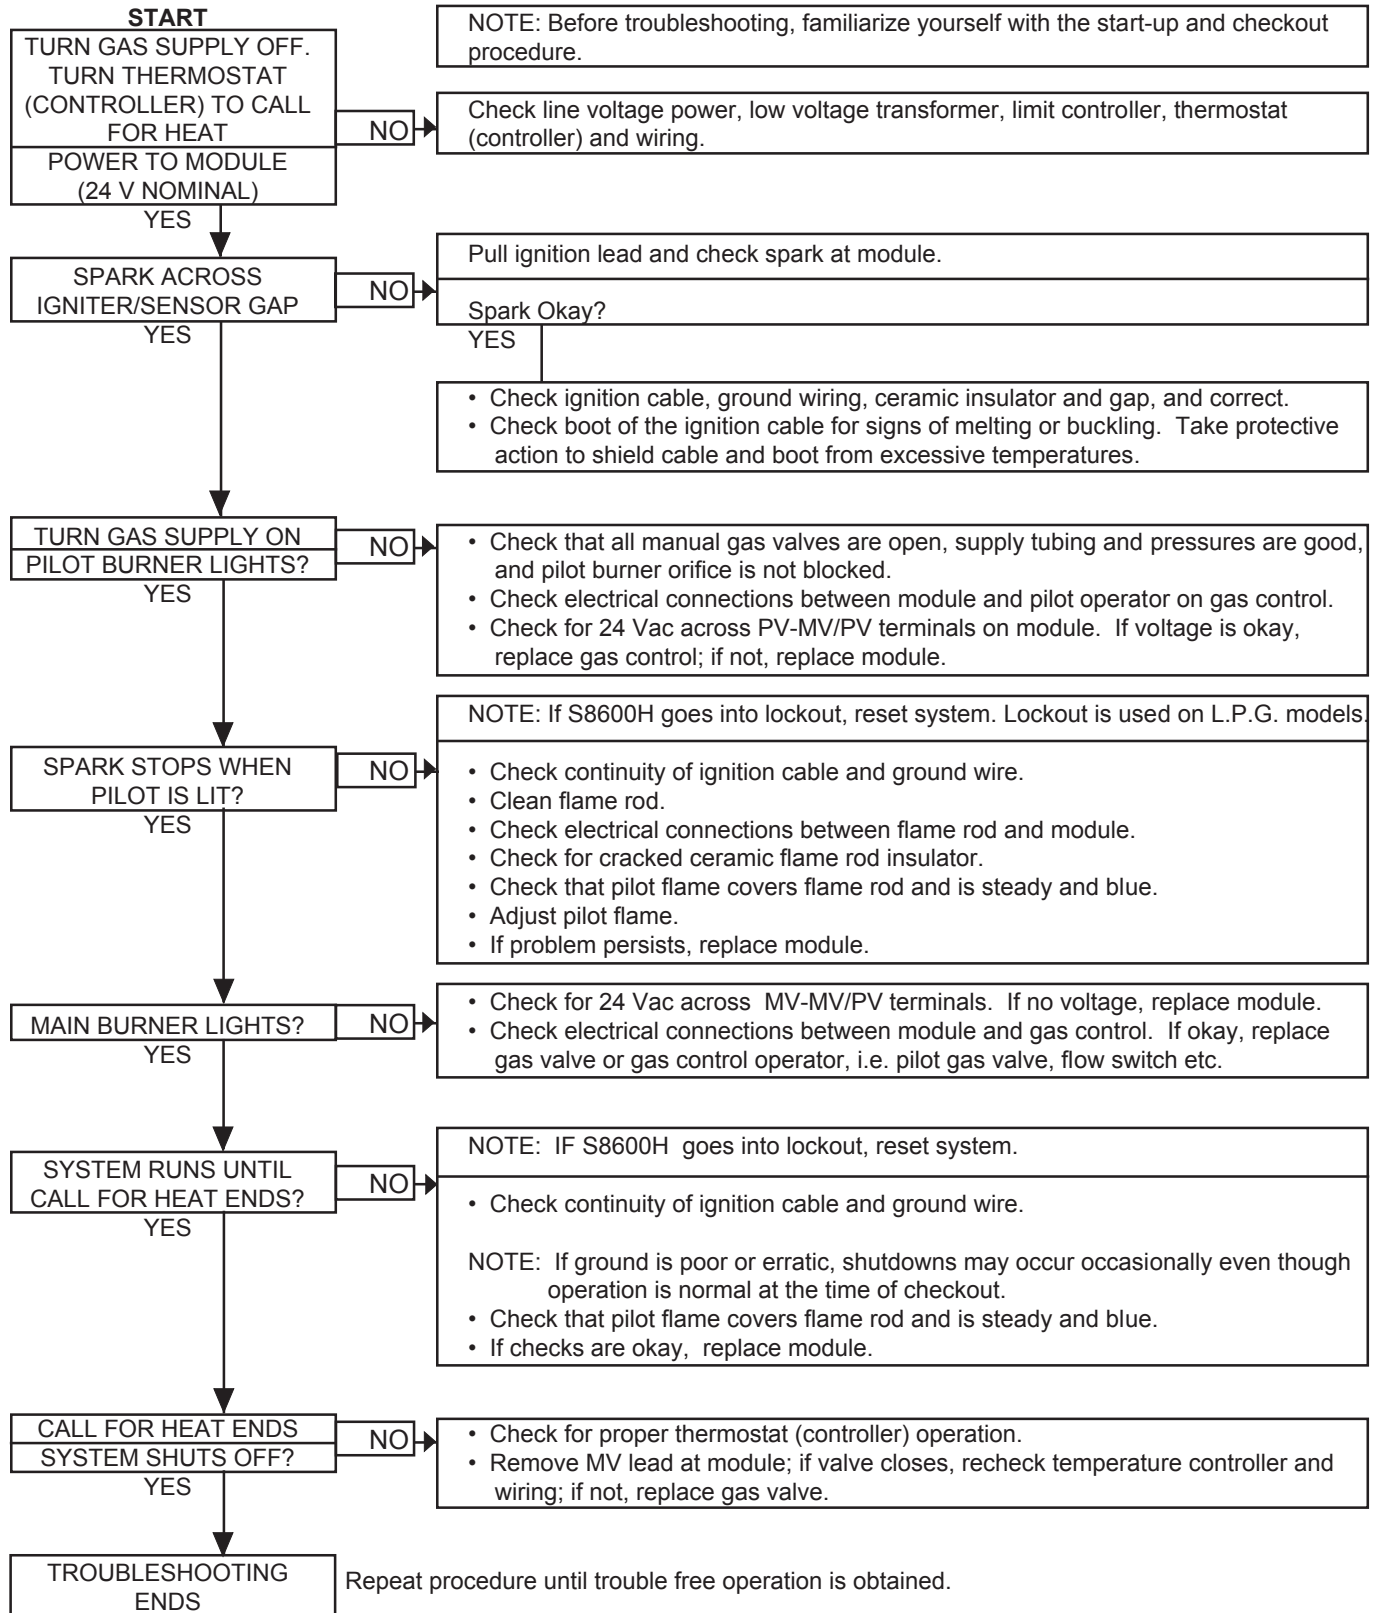 START
TURN GAS SUPPLY OFF.
TURN THERMOSTAT
(CONTROLLER) TO CALL
FOR HEAT
POWER TO MODULE
(24 V NOMINAL)
NO
YES
NOTE: Before troubleshooting, familiarize yourself with the start-up and checkout
procedure.
Check line voltage power, low voltage transformer, limit controller, thermostat
(controller) and wiring.
SPARK ACROSS
IGNITER/SENSOR GAP
NO
YES
Pull ignition lead and check spark at module.
Spark Okay?
YES
• Check ignition cable, ground wiring, ceramic insulator and gap, and correct.
• Check boot of the ignition cable for signs of melting or buckling. Take protective
action to shield cable and boot from excessive temperatures.
TURN GAS SUPPLY ON
PILOT BURNER LIGHTS?
NO
YES
• Check that all manual gas valves are open, supply tubing and pressures are good,
and pilot burner orifice is not blocked.
• Check electrical connections between module and pilot operator on gas control.
• Check for 24 Vac across PV-MV/PV terminals on module. If voltage is okay,
replace gas control; if not, replace module.
SPARK STOPS WHEN
PILOT IS LIT?
NO
YES
NOTE: If S8600H goes into lockout, reset system. Lockout is used on L.P.G. models.
• Check continuity of ignition cable and ground wire.
• Clean flame rod.
• Check electrical connections between flame rod and module.
• Check for cracked ceramic flame rod insulator.
• Check that pilot flame covers flame rod and is steady and blue.
• Adjust pilot flame.
• If problem persists, replace module.
MAIN BURNER LIGHTS?
NO
YES
• Check for 24 Vac across MV-MV/PV terminals. If no voltage, replace module.
• Check electrical connections between module and gas control. If okay, replace
gas valve or gas control operator, i.e. pilot gas valve, flow switch etc.
SYSTEM RUNS UNTIL
CALL FOR HEAT ENDS?
NO
YES
NOTE: IF S8600H goes into lockout, reset system.
• Check continuity of ignition cable and ground wire.
NOTE: If ground is poor or erratic, shutdowns may occur occasionally even though
operation is normal at the time of checkout.
• Check that pilot flame covers flame rod and is steady and blue.
• If checks are okay, replace module.
CALL FOR HEAT ENDS
SYSTEM SHUTS OFF?
NO
YES
• Check for proper thermostat (controller) operation.
• Remove MV lead at module; if valve closes, recheck temperature controller and
wiring; if not, replace gas valve.
TROUBLESHOOTING
ENDS
Repeat procedure until trouble free operation is obtained.